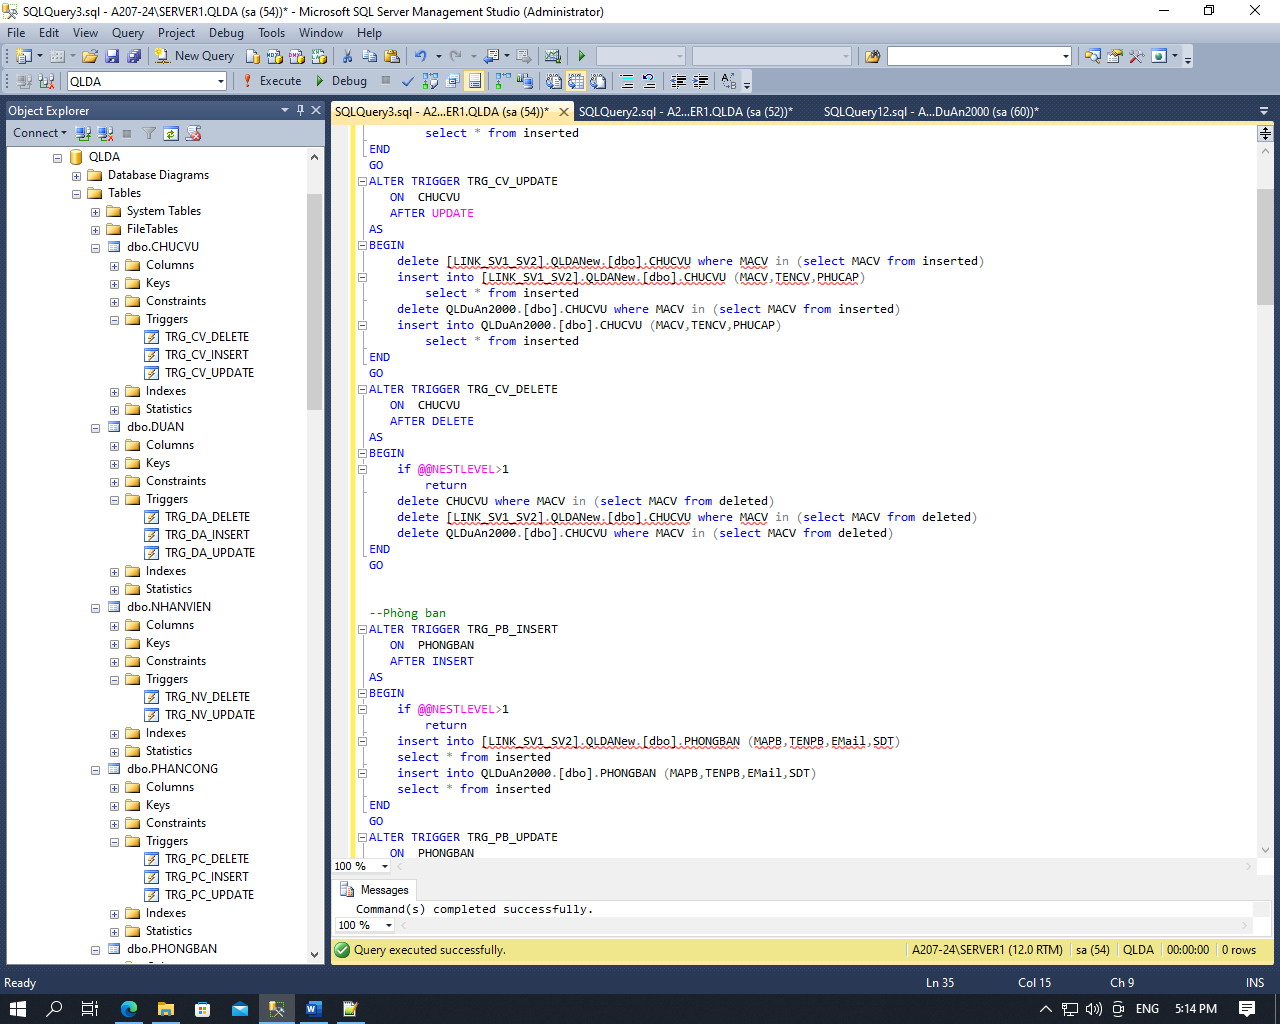 SQLQuery3.sql - A207-24\SERVER1.QLDA (sa (54))* - Microsoft SQL Server Management Studio (Administrator)
File Edit View Query Project Debug Tools Window Help
New Query
QLDA Execute Debug
Object Explorer
Connect
QLDA
Database Diagrams
Tables
System Tables
FileTables
dbo.CHUCVU
Columns
Keys
Constraints
Triggers
TRG_CV_DELETE
TRG_CV_INSERT
TRG_CV_UPDATE
Indexes
Statistics
dbo.DUAN
Columns
Keys
Constraints
Triggers
TRG_DA_DELETE
TRG_DA_INSERT
TRG_DA_UPDATE
Indexes
Statistics
dbo.NHANVIEN
Columns
Keys
Constraints
Triggers
TRG_NV_DELETE
TRG_NV_UPDATE
Indexes
Statistics
dbo.PHANCONG
Columns
Keys
Constraints
Triggers
TRG_PC_DELETE
TRG_PC_INSERT
TRG_PC_UPDATE
Indexes
Statistics
dbo.PHONGBAN
SQLQuery3.sql - A2...ER1.QLDA (sa (54))* SQLQuery2.sql - A2...ER1.QLDA (sa (52))* SQLQuery12.sql - A...DuAn2000 (sa (60))*
select * from inserted
END
GO
ALTER TRIGGER TRG_CV_UPDATE
ON CHUCVU
AFTER UPDATE
AS
BEGIN
delete [LINK_SV1_SV2].QLDANew.[dbo].CHUCVU where MACV in (select MACV from inserted)
insert into [LINK_SV1_SV2].QLDANew.[dbo].CHUCVU (MACV,TENCV,PHUCAP)
select * from inserted
delete QLDuAn2000.[dbo].CHUCVU where MACV in (select MACV from inserted)
insert into QLDuAn2000.[dbo].CHUCVU (MACV,TENCV,PHUCAP)
select * from inserted
END
GO
ALTER TRIGGER TRG_CV_DELETE
ON CHUCVU
AFTER DELETE
AS
BEGIN
if @@NESTLEVEL>1
return
delete CHUCVU where MACV in (select MACV from deleted)
delete [LINK_SV1_SV2].QLDANew.[dbo].CHUCVU where MACV in (select MACV from deleted)
delete QLDuAn2000.[dbo].CHUCVU where MACV in (select MACV from deleted)
END
GO
--Phòng ban
ALTER TRIGGER TRG_PB_INSERT
ON PHONGBAN
AFTER INSERT
AS
BEGIN
if @@NESTLEVEL>1
return
insert into [LINK_SV1_SV2].QLDANew.[dbo].PHONGBAN (MAPB,TENPB,EMail,SDT)
select * from inserted
insert into QLDuAn2000.[dbo].PHONGBAN (MAPB,TENPB,EMail,SDT)
select * from inserted
END
GO
ALTER TRIGGER TRG_PB_UPDATE
ON PHONGBAN
100 %
Messages
Command(s) completed successfully.
100 %
Query executed successfully. A207-24\SERVER1 (12.0 RTM) sa (54) QLDA 00:00:00 0 rows
Ready Ln 35 Col 15 Ch 9 INS
ENG 5:14 PM